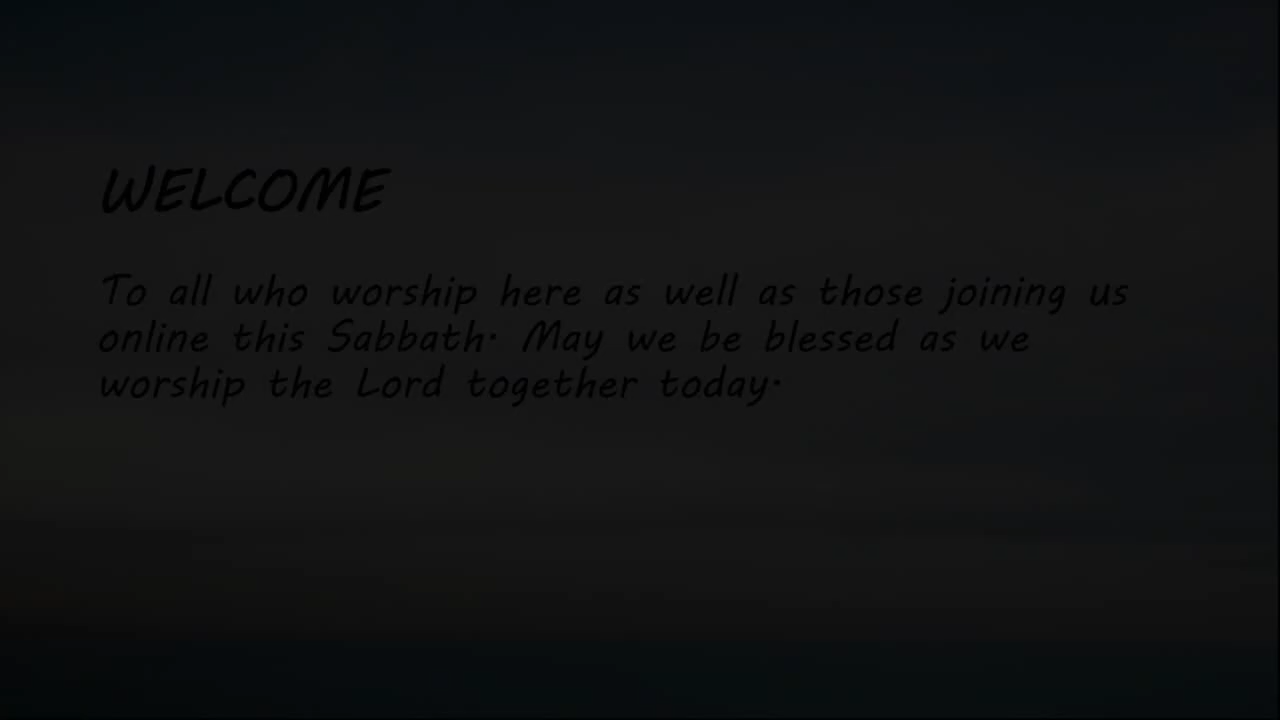 WELCOME
To all who worship here as well as those joining us
online this Sabbath. May we be blessed as we
worship the Lord together today.